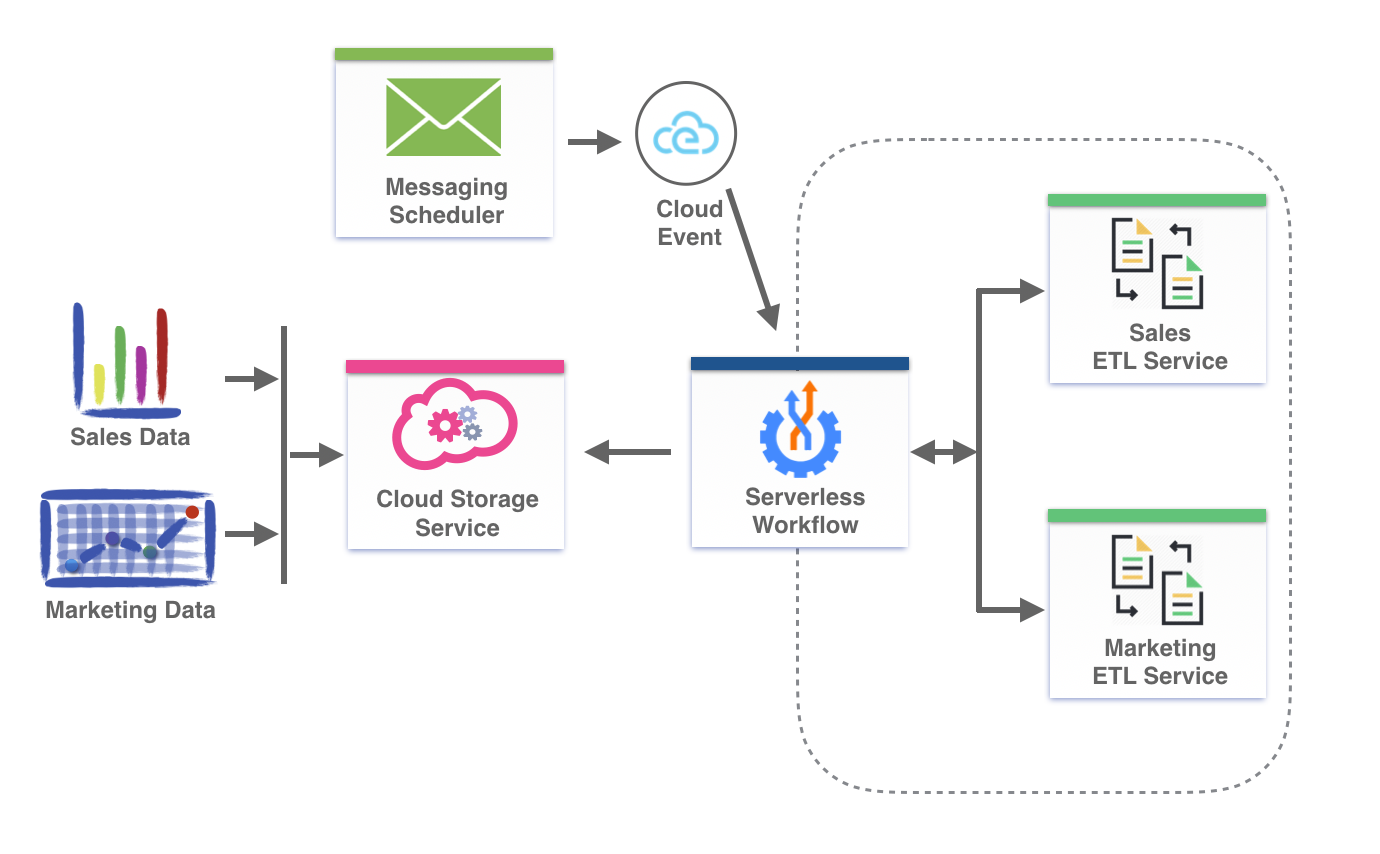 Messaging
Scheduler
Cloud
Event
Sales
ETL Service
Sales Data
Cloud Storage
Service
Serverless
Workflow
Marketing Data
Marketing
ETL Service